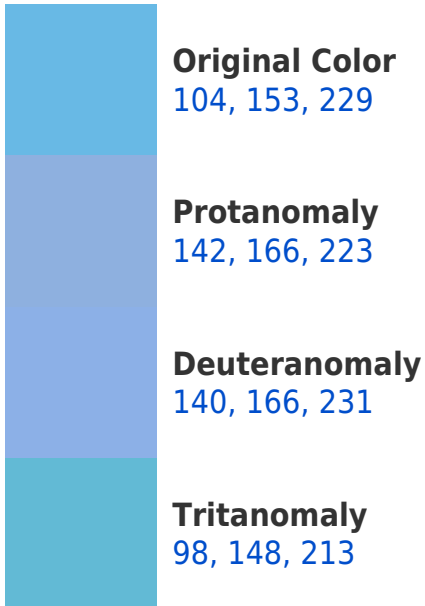 Original Color
104, 153, 229
Protanomaly
142, 166, 223
Deuteranomaly
140, 166, 231
Tritanomaly
98, 148, 213